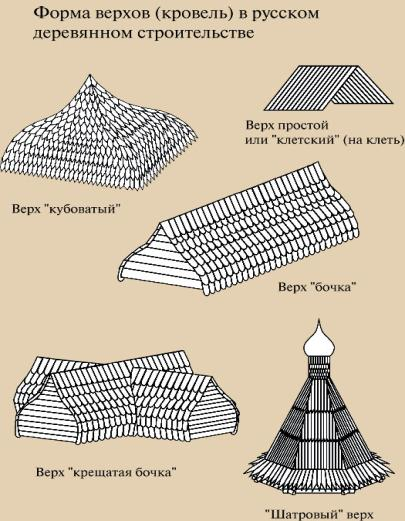 Форма верхов (кровель) в русском
деревянном строительстве
Верх простой
или "клетский" (на клеть)
Верх "кубоватый"
Верх "бочка"
Верх "крещатая бочка"
"Шатровый" верх